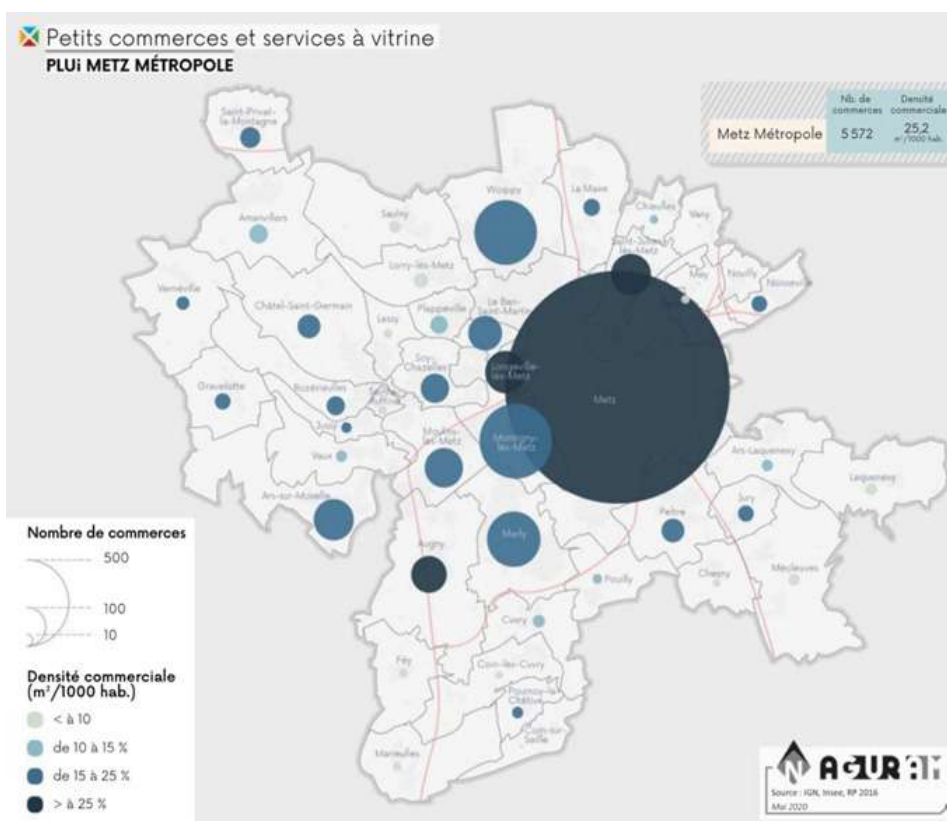 Petits commerces et services à vitrine
PLUi METZ MÉTROPOLE
Nb. de commerces
Densité commerciale
Metz Métropole
5 572
25,2
m²/1000 hab.
Saint-Privat-
la-Montagne
Amanvillers
Saulny
Woippy
La Maxe
Chieulles
Vany
Saint-Julien-
lès-Metz
Mey
Nouilly
Noisseville
Lorry-lès-Metz
Vernéville
Châtel-Saint-Germain
Plappeville
Le Ban-
Saint-Martin
Lessy
Scy-
Chazelles
Longeville-
lès-Metz
Metz
Gravelotte
Rozérieulles
Jussy
Vaux
Moulins-
lès-Metz
Montigny-
lès-Metz
Ars-Laquenexy
Laquenexy
Ars-sur-Moselle
Marly
Peltre
Jury
Augny
Pouilly
Chesny
Mécleuves
Cuvry
Féy
Coin-lès-Cuvry
Pournoy-la-
Chétive
Coin-sur-
Seille
Marieulles
Nombre de commerces
500
100
10
Densité commerciale
(m²/1000 hab.)
< à 10
de 10 à 15 %
de 15 à 25 %
> à 25 %
N AGURAM
Source : IGN, Insee, RP 2016
Mai 2020